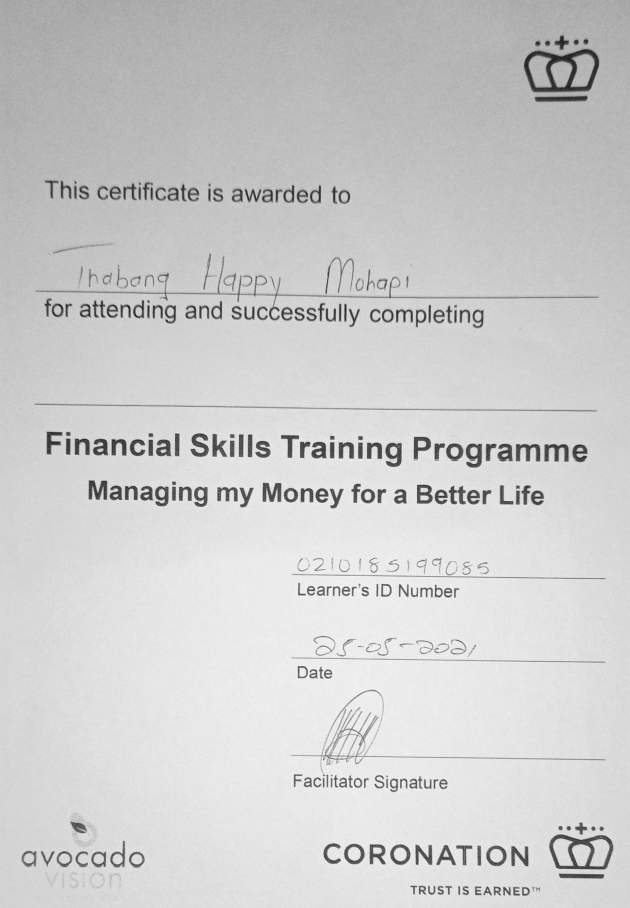 This certificate is awarded to
Thabang Happy Mohapi
for attending and successfully completing
Financial Skills Training Programme
Managing my Money for a Better Life
0210185199085
Learner's ID Number
25-05-2021
Date
Facilitator Signature
avocado
VISION
CORONATION
TRUST IS EARNED™